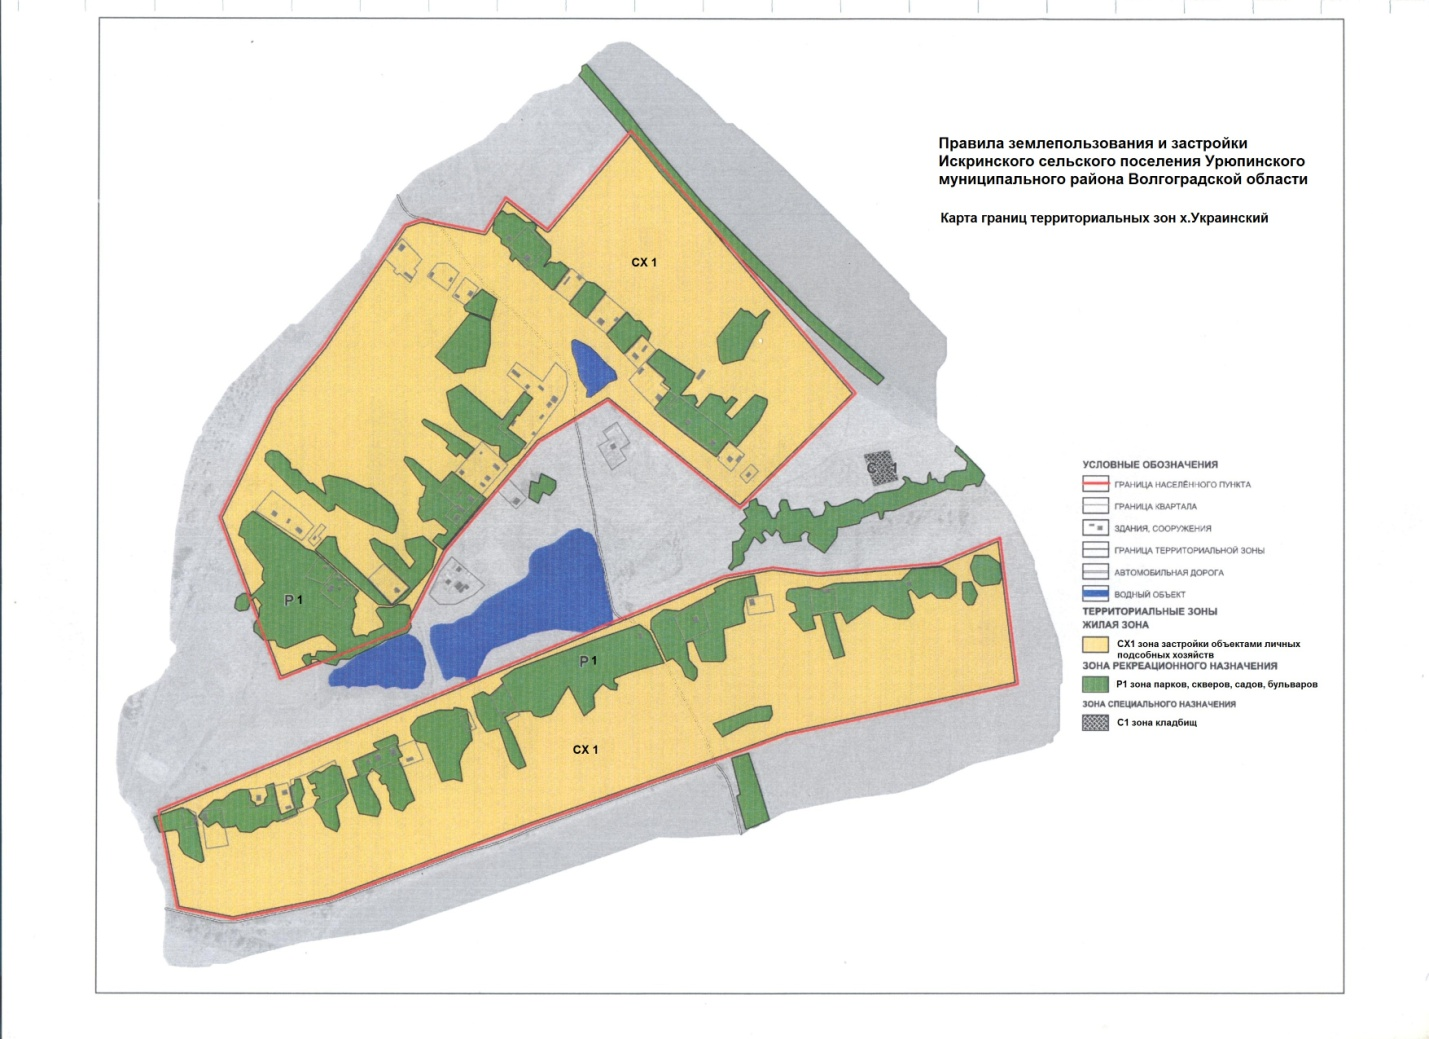 Правила землепользования и застройки
Искринского сельского поселения Урюпинского
муниципального района Волгоградской области
Карта границ территориальных зон х.Украинский
СХ 1
С 1
Р 1
Р 1
СХ 1
УСЛОВНЫЕ ОБОЗНАЧЕНИЯ
ГРАНИЦА НАСЕЛЁННОГО ПУНКТА
ГРАНИЦА КВАРТАЛА
ЗДАНИЯ, СООРУЖЕНИЯ
ГРАНИЦА ТЕРРИТОРИАЛЬНОЙ ЗОНЫ
АВТОМОБИЛЬНАЯ ДОРОГА
ВОДНЫЙ ОБЪЕКТ
ТЕРРИТОРИАЛЬНЫЕ ЗОНЫ
ЖИЛАЯ ЗОНА
СХ1 зона застройки объектами личных
подсобных хозяйств
ЗОНА РЕКРЕАЦИОННОГО НАЗНАЧЕНИЯ
Р1 зона парков, скверов, садов, бульваров
ЗОНА СПЕЦИАЛЬНОГО НАЗНАЧЕНИЯ
С1 зона кладбищ